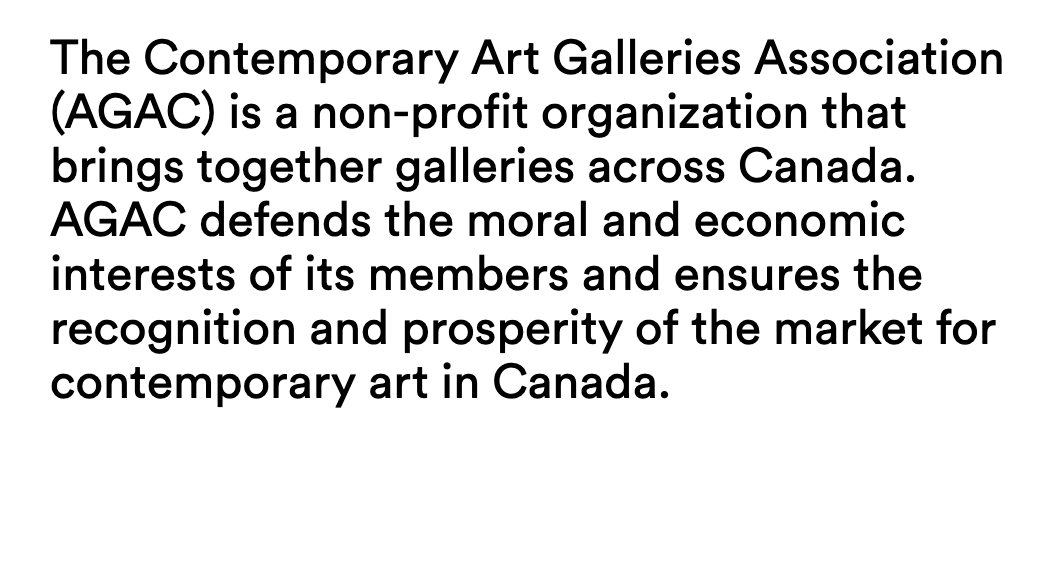 The Contemporary Art Galleries Association
(AGAC) is a non-profit organization that
brings together galleries across Canada.
AGAC defends the moral and economic
interests of its members and ensures the
recognition and prosperity of the market for
contemporary art in Canada.